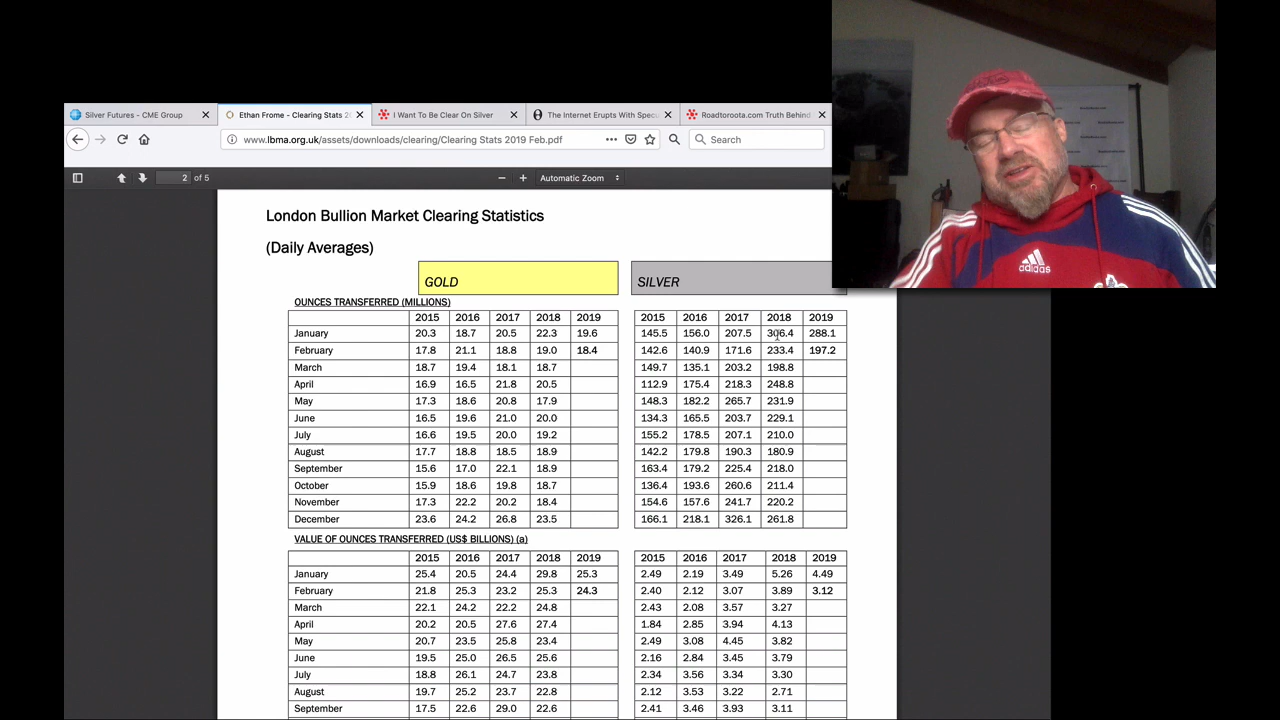 Silver Futures - CME Group
Ethan Frome - Clearing Stats 2
I Want To Be Clear On Silver
The Internet Erupts With Spec
Roadtoroota.com Truth Behind
www.lbma.org.uk/assets/downloads/clearing/Clearing Stats 2019 Feb.pdf
Search
2 of 5
Automatic Zoom
adidas
London Bullion Market Clearing Statistics
(Daily Averages)
GOLD SILVER
OUNCES TRANSFERRED (MILLIONS)
2015 2016 2017 2018 2019 2015 2016 2017 2018 2019
January 20.3 18.7 20.5 22.3 19.6 145.5 156.0 207.5 306.4 288.1
February 17.8 21.1 18.8 19.0 18.4 142.6 140.9 171.6 233.4 197.2
March 18.7 19.4 18.1 18.7 149.7 135.1 203.2 198.8
April 16.9 16.5 21.8 20.5 112.9 175.4 218.3 248.8
May 17.3 18.6 20.8 17.9 148.3 182.2 265.7 231.9
June 16.5 19.6 21.0 20.0 134.3 165.5 203.7 229.1
July 16.6 19.5 20.0 19.2 155.2 178.5 207.1 210.0
August 17.7 18.8 18.5 18.9 142.2 179.8 190.3 180.9
September 15.6 17.0 22.1 18.9 163.4 179.2 225.4 218.0
October 15.9 18.6 19.8 18.7 136.4 193.6 260.6 211.4
November 17.3 22.2 20.2 18.4 154.6 157.6 241.7 220.2
December 23.6 24.2 26.8 23.5 166.1 218.1 326.1 261.8
VALUE OF OUNCES TRANSFERRED (US$ BILLIONS) (a)
2015 2016 2017 2018 2019 2015 2016 2017 2018 2019
January 25.4 20.5 24.4 29.8 25.3 2.49 2.19 3.49 5.26 4.49
February 21.8 25.3 23.2 25.3 24.3 2.40 2.12 3.07 3.89 3.12
March 22.1 24.2 22.2 24.8 2.43 2.08 3.57 3.27
April 20.2 20.5 27.6 27.4 1.84 2.85 3.94 4.13
May 20.7 23.5 25.8 23.4 2.49 3.08 4.45 3.82
June 19.5 25.0 26.5 25.6 2.16 2.84 3.45 3.79
July 18.8 26.1 24.7 23.8 2.34 3.56 3.34 3.30
August 19.7 25.2 23.7 22.8 2.12 3.53 3.22 2.71
September 17.5 22.6 29.0 22.6 2.41 3.46 3.93 3.11